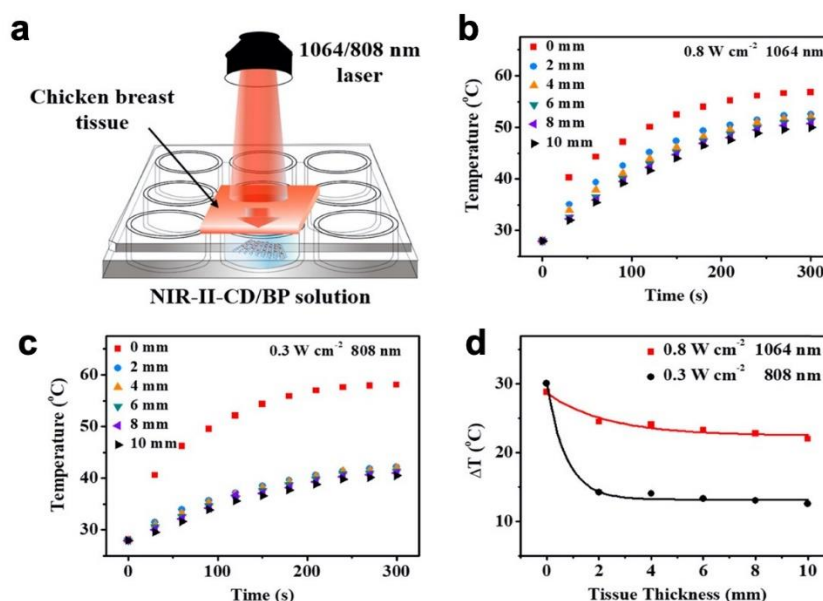 a
1064/808 nm
laser
Chicken breast
tissue
NIR-II-CD/BP solution
b
0.8 W cm⁻² 1064 nm
0 mm
2 mm
4 mm
6 mm
8 mm
10 mm
Temperature (°C)
60
50
40
30
0 100 200 300
Time (s)
c
0.3 W cm⁻² 808 nm
0 mm
2 mm
4 mm
6 mm
8 mm
10 mm
Temperature (°C)
70
60
50
40
30
0 100 200 300
Time (s)
d
0.8 W cm⁻² 1064 nm
0.3 W cm⁻² 808 nm
ΔT (°C)
40
30
20
10
0 2 4 6 8 10
Tissue Thickness (mm)